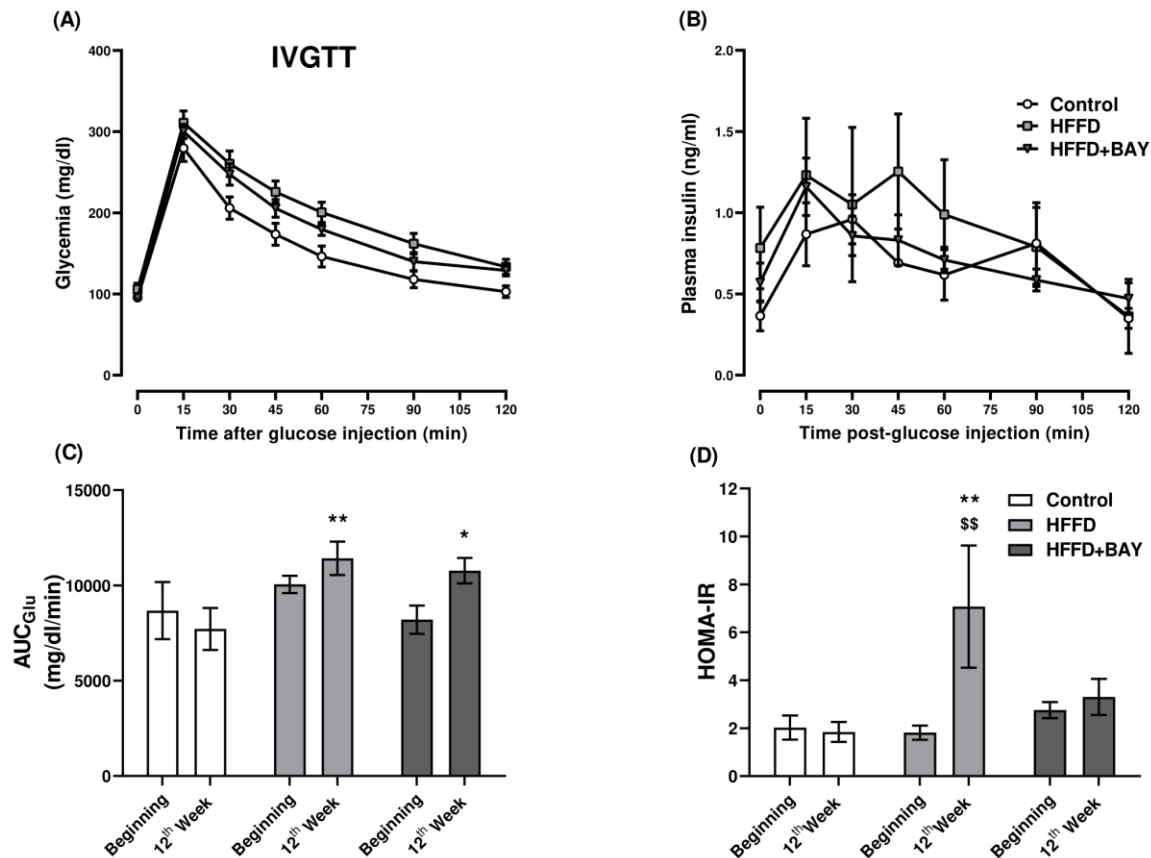 (A)
IVGTT
Glycemia (mg/dl)
400
300
200
100
0
0 15 30 45 60 75 90 105 120
Time after glucose injection (min)
(B)
Plasma insulin (ng/ml)
2.0
1.5
1.0
0.5
0.0
Control
HFFD
HFFD+BAY
0 15 30 45 60 75 90 105 120
Time post-glucose injection (min)
(C)
AUCGlu
(mg/dl/min)
15000
10000
5000
0
**
*
Beginning
12th Week
Beginning
12th Week
Beginning
12th Week
(D)
HOMA-IR
12
10
8
6
4
2
0
**
$$
Control
HFFD
HFFD+BAY
Beginning
12th Week
Beginning
12th Week
Beginning
12th Week